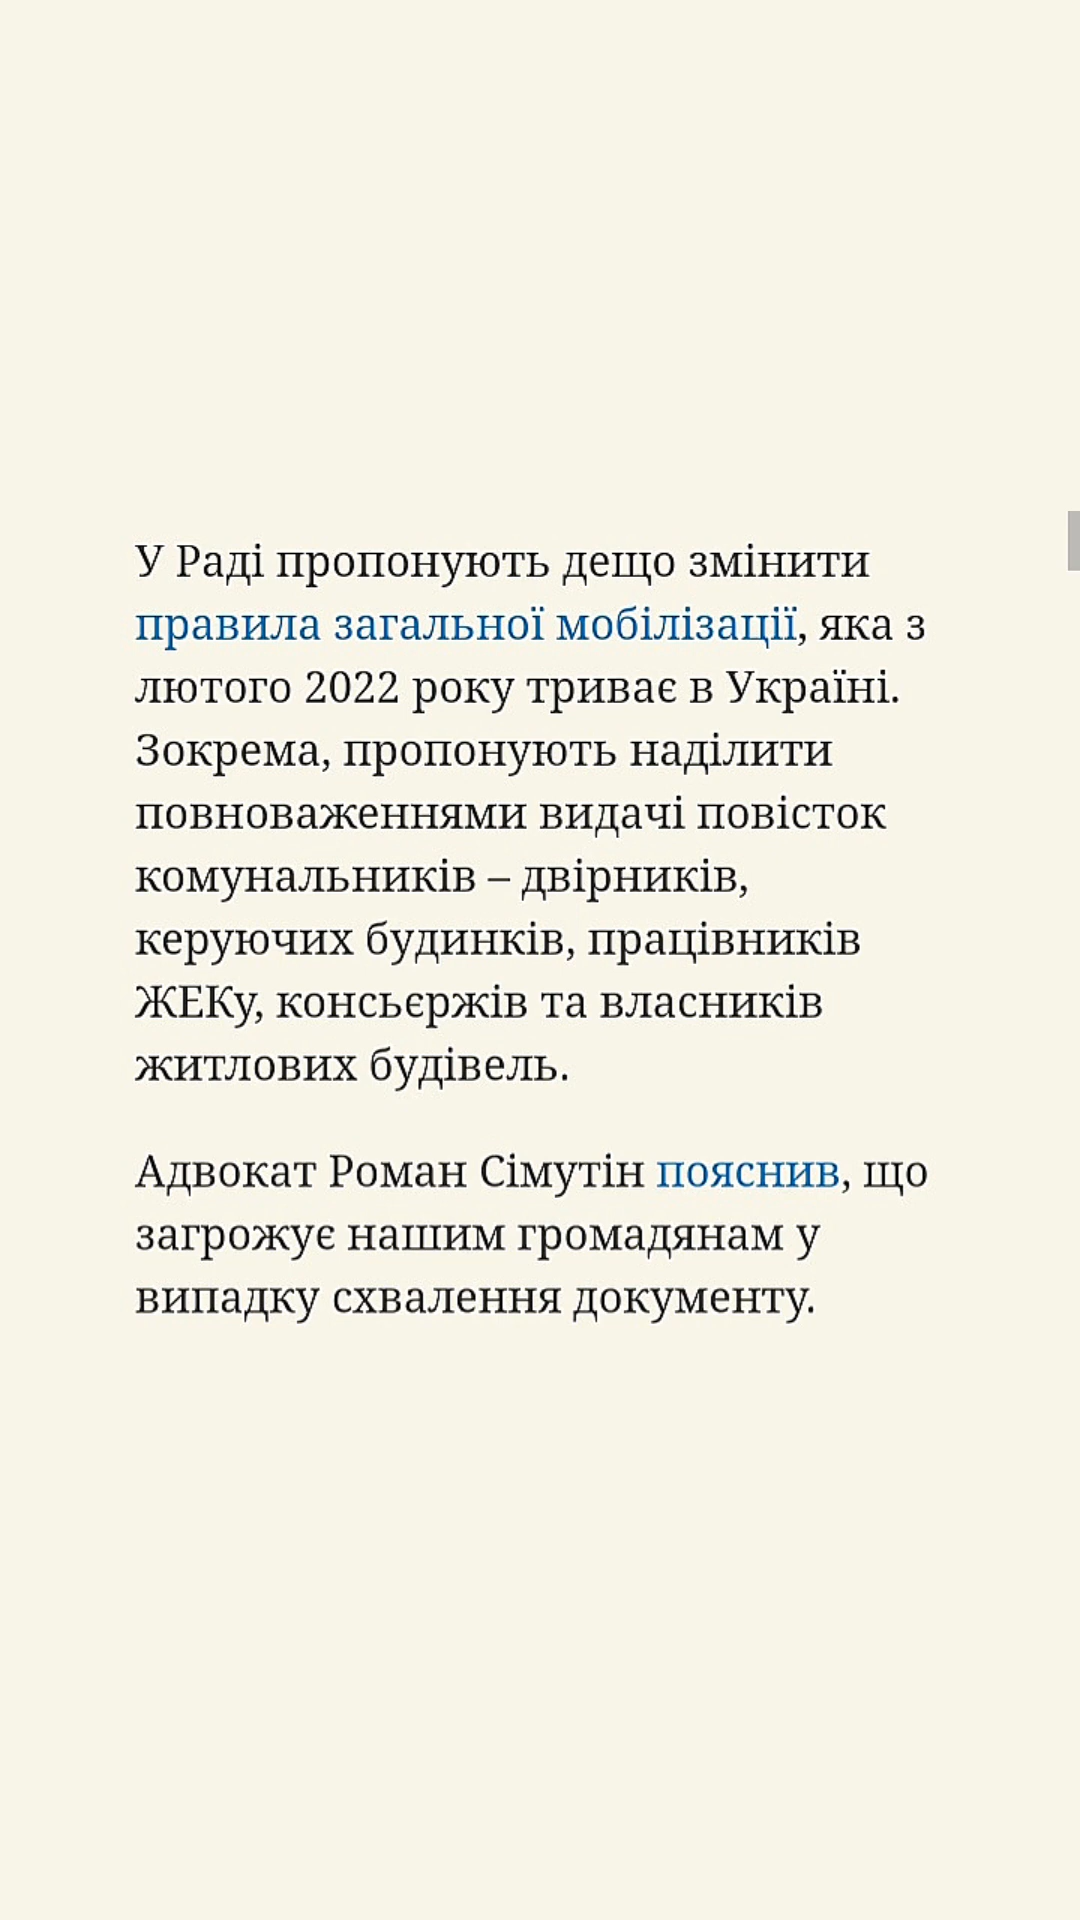 У Раді пропонують дещо змінити
правила загальної мобілізації, яка з
лютого 2022 року триває в Україні.
Зокрема, пропонують наділити
повноваженнями видачі повісток
комунальників – двірників,
керуючих будинків, працівників
ЖЕКу, консьєржів та власників
житлових будівель.
Адвокат Роман Сімутін пояснив, що
загрожує нашим громадянам у
випадку схвалення документу.